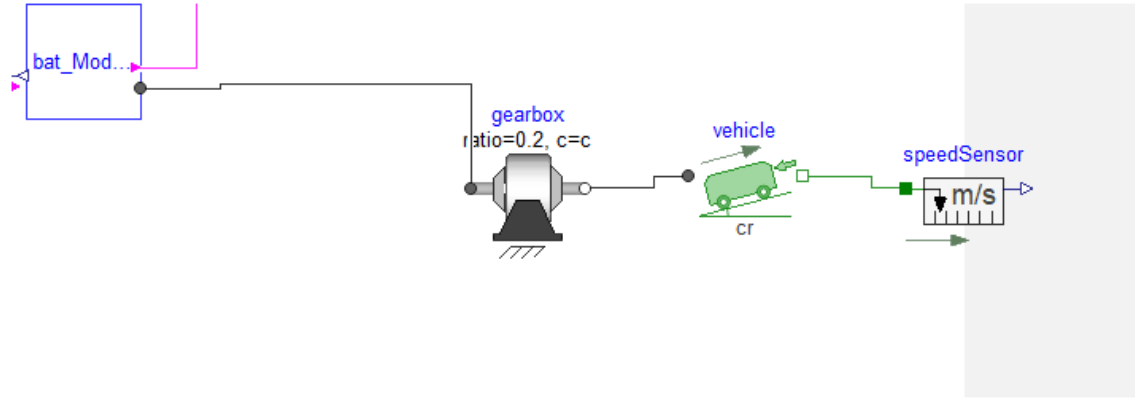 bat_Mod...
gearbox
ratio=0.2, c=c
vehicle
cr
speedSensor
m/s